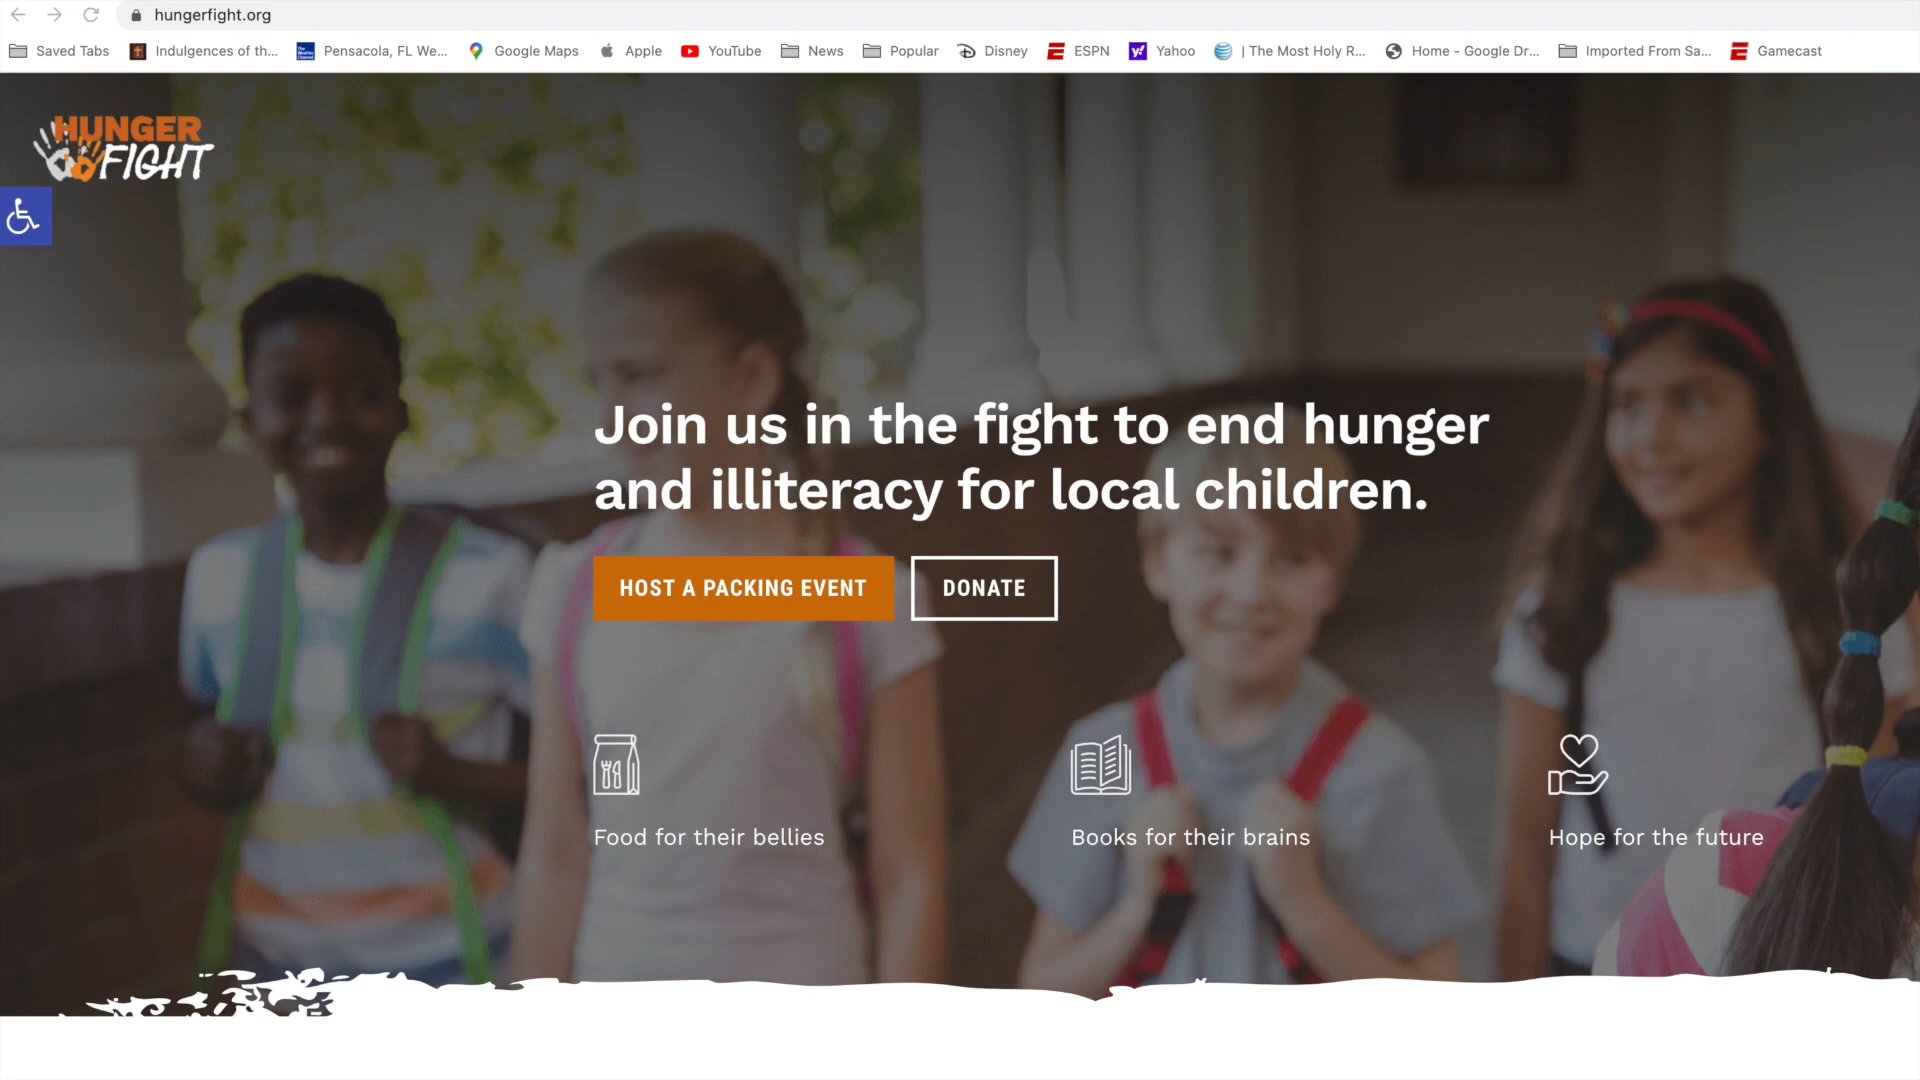 hungerfight.org
Saved Tabs
Indulgences of th...
Pensacola, FL We...
Google Maps
Apple
YouTube
News
Popular
Disney
ESPN
Yahoo
| The Most Holy R...
Home - Google Dr...
Imported From Sa...
Gamecast
HUNGER
FIGHT
Join us in the fight to end hunger
and illiteracy for local children.
HOST A PACKING EVENT
DONATE
Food for their bellies
Books for their brains
Hope for the future